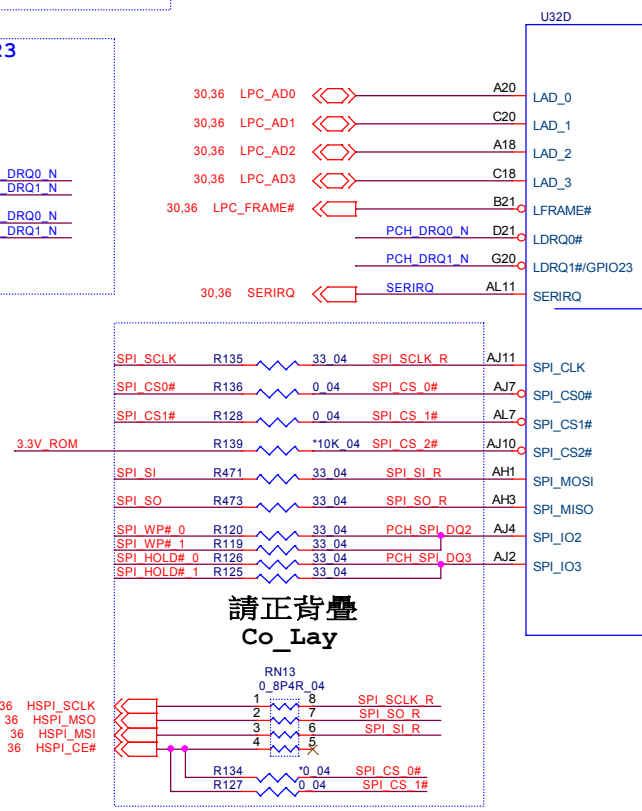 U32D
23
30,36 LPC_AD0 A20 LAD_0
30,36 LPC_AD1 C20 LAD_1
30,36 LPC_AD2 A18 LAD_2
30,36 LPC_AD3 C18 LAD_3
30,36 LPC_FRAME# B21 LFRAME#
_DRQ0_N
_DRQ1_N
_DRQ0_N
_DRQ1_N
PCH_DRQ0_N D21 LDRQ0#
PCH_DRQ1_N G20 LDRQ1#/GPIO23
30,36 SERIRQ SERIRQ AL11 SERIRQ
SPI_SCLK R135 33_04 SPI_SCLK_R AJ11 SPI_CLK
SPI_CS0# R136 0_04 SPI_CS_0# AJ7 SPI_CS0#
SPI_CS1# R128 0_04 SPI_CS_1# AL7 SPI_CS1#
3.3V_ROM R139 *10K_04 SPI_CS_2# AJ10 SPI_CS2#
SPI_SI R471 33_04 SPI_SI_R AH1 SPI_MOSI
SPI_SO R473 33_04 SPI_SO_R AH3 SPI_MISO
SPI_WP#_0 R120 33_04 PCH_SPI_DQ2 AJ4 SPI_IO2
SPI_WP#_1 R119 33_04
SPI_HOLD#_0 R126 33_04 PCH_SPI_DQ3 AJ2 SPI_IO3
SPI_HOLD#_1 R125 33_04
請正背疊
Co_Lay
RN13
0_8P4R_04
36 HSPI_SCLK 1 8 SPI_SCLK_R
36 HSPI_MSO 2 7 SPI_SO_R
36 HSPI_MSI 3 6 SPI_SI_R
36 HSPI_CE# 4 5
R134 *0_04 SPI_CS_0#
R127 0_04 SPI_CS_1#